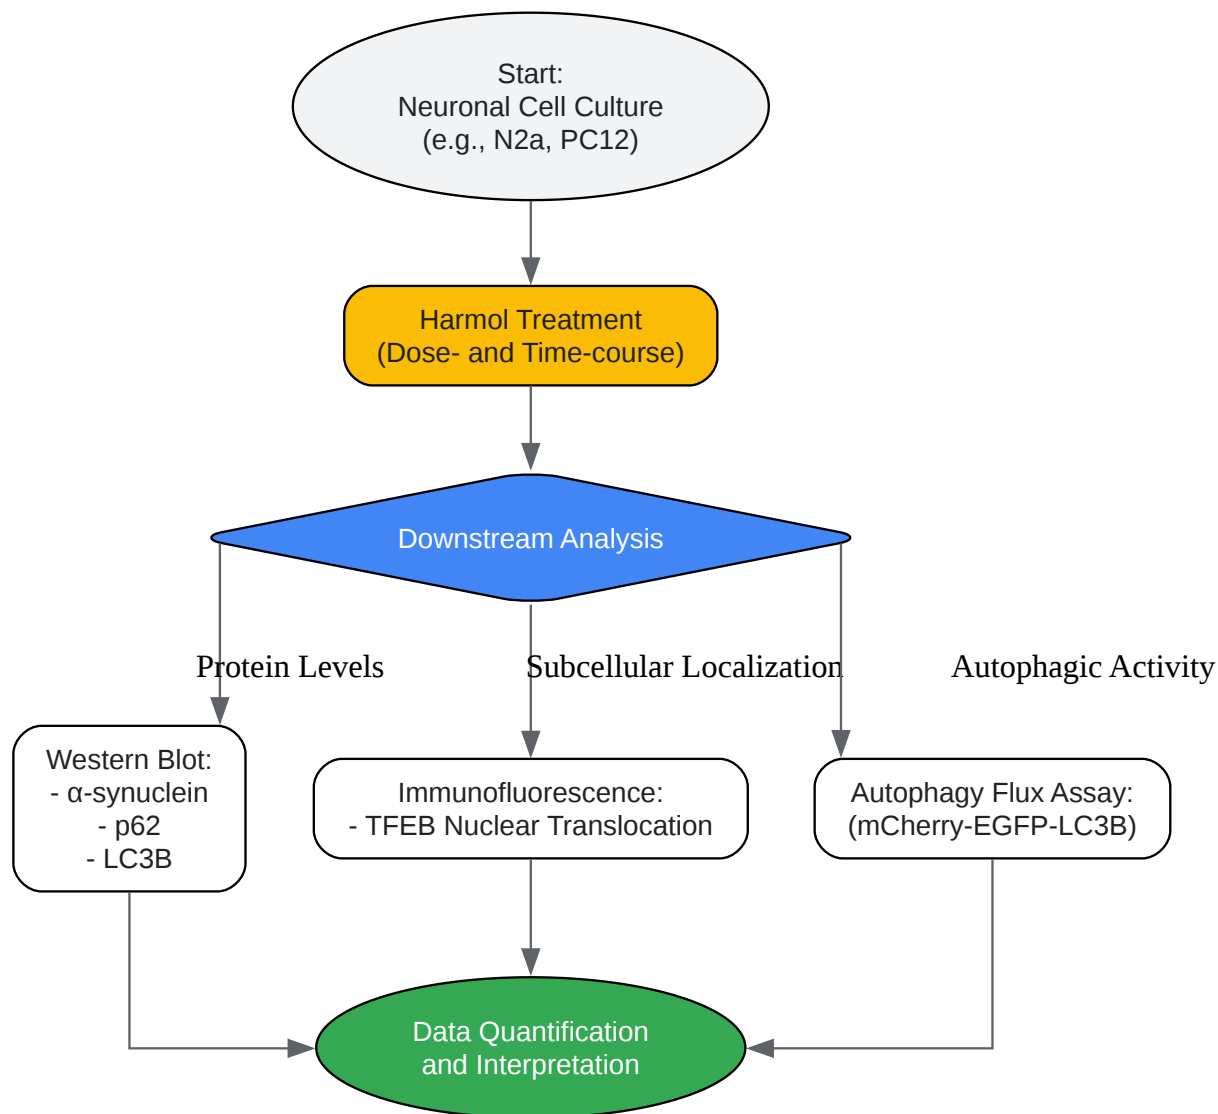 Start:
Neuronal Cell Culture
(e.g., N2a, PC12)
Harmol Treatment
(Dose- and Time-course)
Downstream Analysis
Protein Levels
Subcellular Localization
Autophagic Activity
Western Blot:
- α-synuclein
- p62
- LC3B
Immunofluorescence:
- TFEB Nuclear Translocation
Autophagy Flux Assay:
(mCherry-EGFP-LC3B)
Data Quantification
and Interpretation